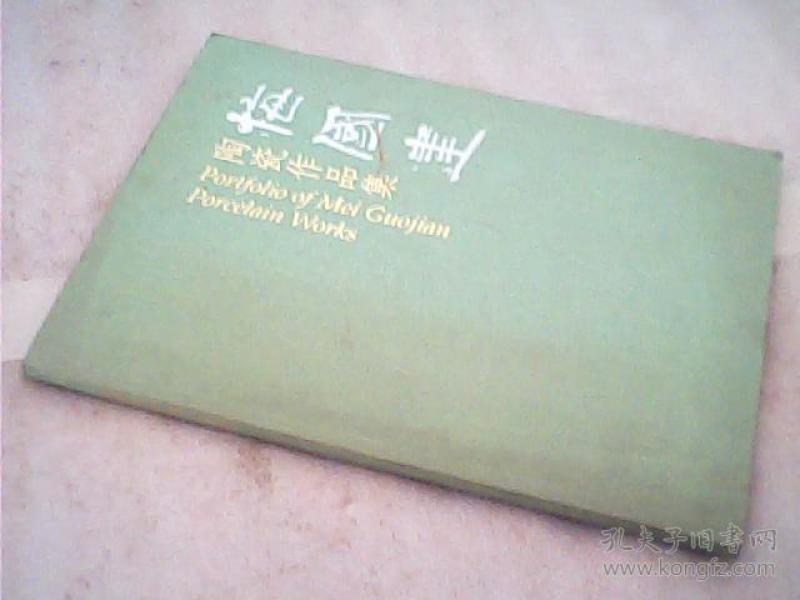 梅国建
陶瓷作品集
Portfolio of Mei Guojian
Porcelain Works
孔夫子旧書网
www.kongfz.com